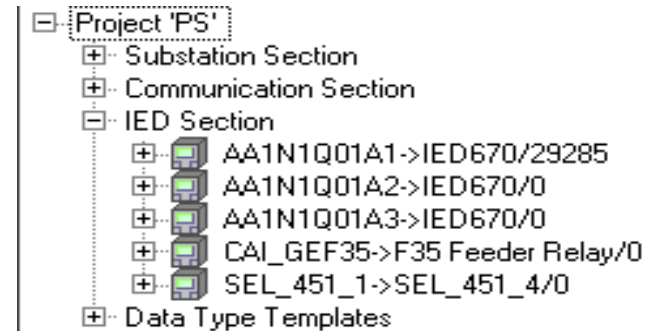 Project 'PS'
Substation Section
Communication Section
IED Section
AA1N1Q01A1->IED670/29285
AA1N1Q01A2->IED670/0
AA1N1Q01A3->IED670/0
CAI_GEF35->F35 Feeder Relay/0
SEL_451_1->SEL_451_4/0
Data Type Templates